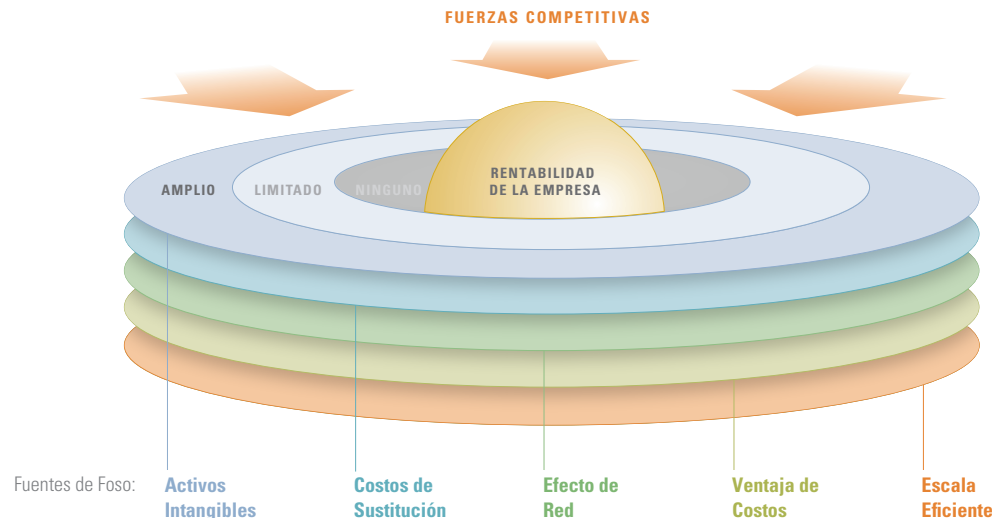 FUERZAS COMPETITIVAS
AMPLIO
LIMITADO
NINGUNO
RENTABILIDAD
DE LA EMPRESA
Fuentes de Foso:
Activos
Intangibles
Costos de
Sustitución
Efecto de
Red
Ventaja de
Costos
Escala
Eficiente